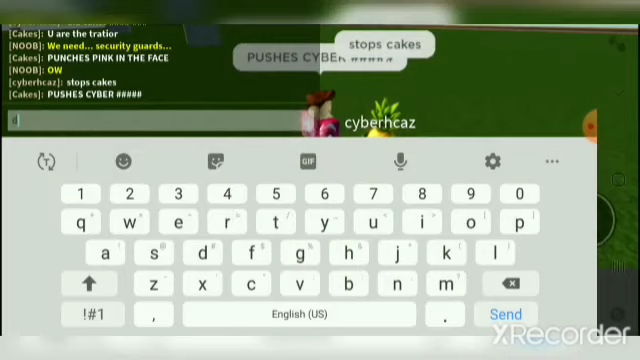 [Cakes]: U are the tratior
[NOOB]: We need... security guards...
[Cakes]: PUNCHES PINK IN THE FACE
[NOOB]: OW
[cyberhcaz]: stops cakes
[Cakes]: PUSHES CYBER #####
stops cakes
PUSHES CYBER #####
cyberhcaz
d
GIF
1 2 3 4 5 6 7 8 9 0
q w e r t y u i o p
a s d f g h j k l
z x c v b n m
!#1 , English (US) . Send
XRecorder